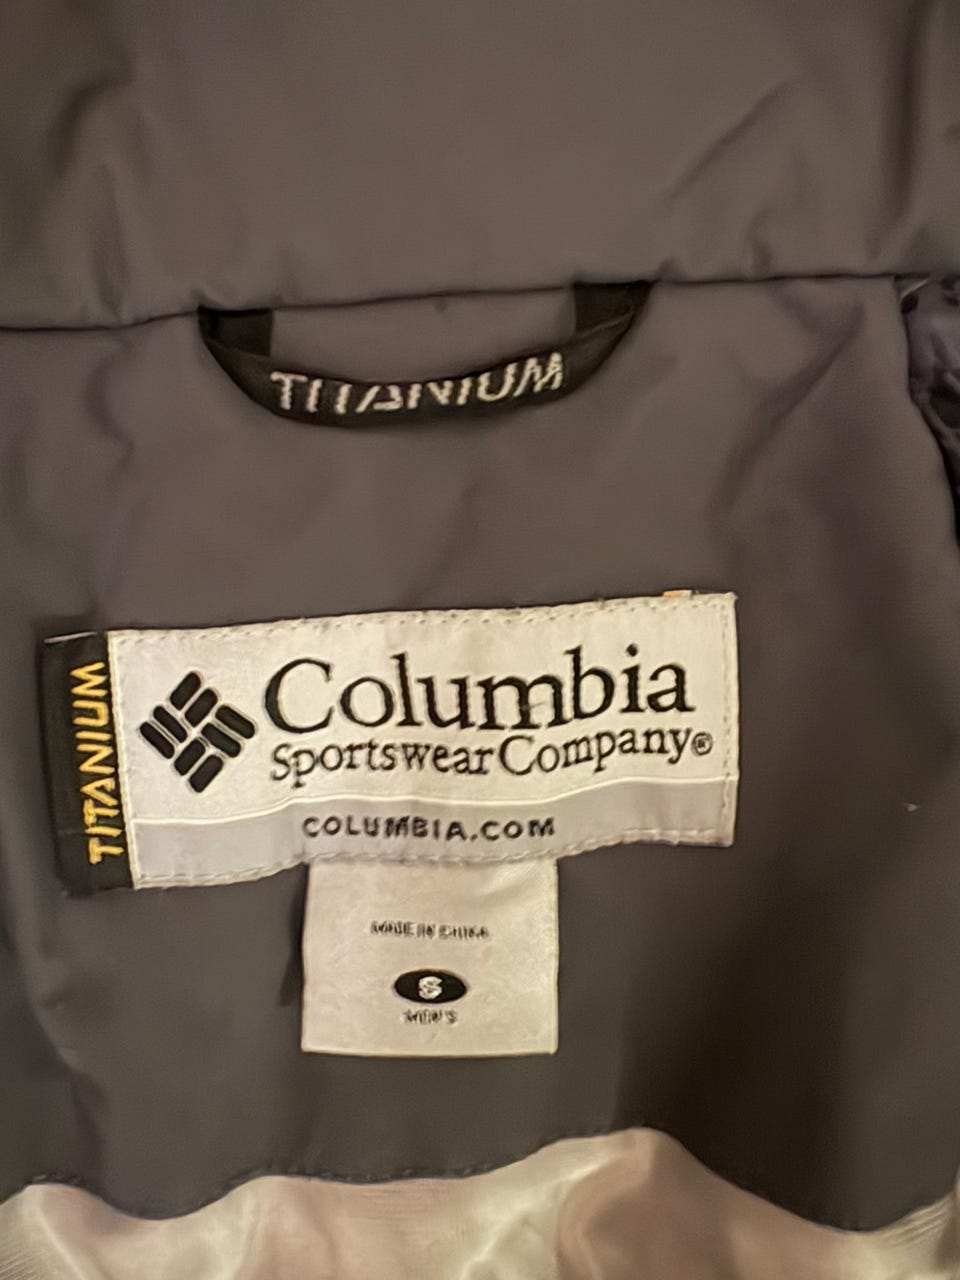 TITANIUM
TITANIUM
Columbia
Sportswear Company®
COLUMBIA.COM
MADE IN CHINA
S
MEN'S